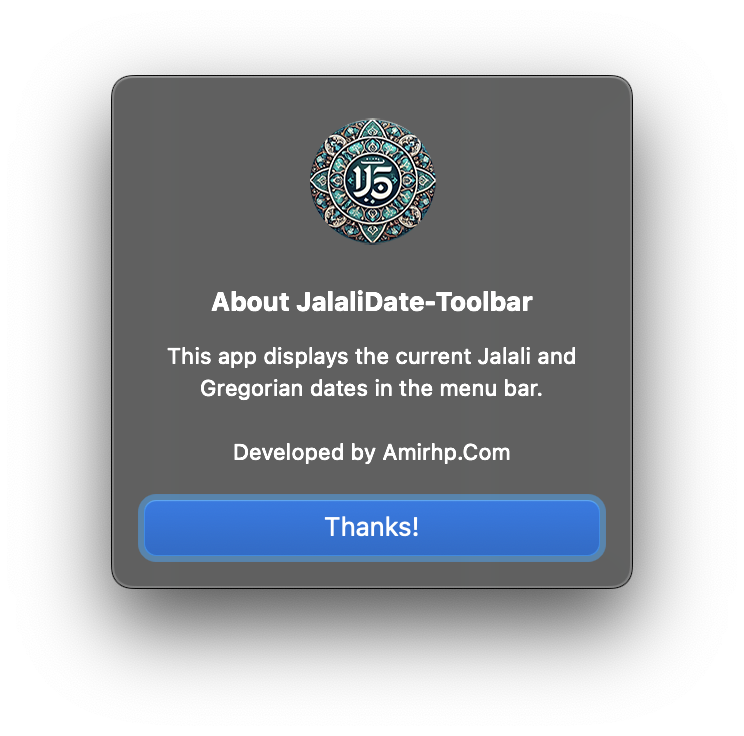 About JalaliDate-Toolbar
This app displays the current Jalali and
Gregorian dates in the menu bar.
Developed by Amirhp.Com
Thanks!